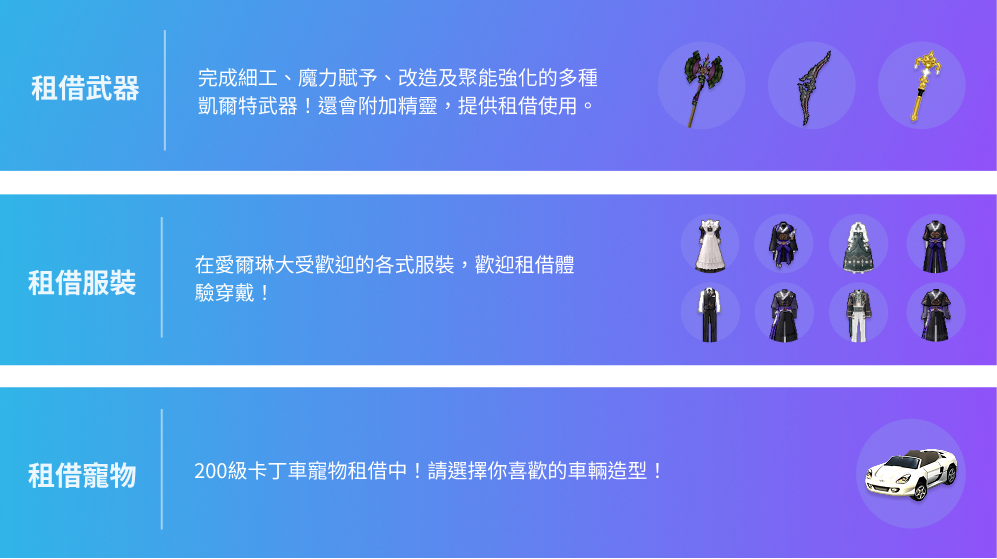 租借武器
完成細工、魔力賦予、改造及聚能強化的多種
凱爾特武器！還會附加精靈，提供租借使用。
租借服裝
在愛爾琳大受歡迎的各式服裝，歡迎租借體
驗穿戴！
租借寵物
200級卡丁車寵物租借中！請選擇你喜歡的車輛造型！